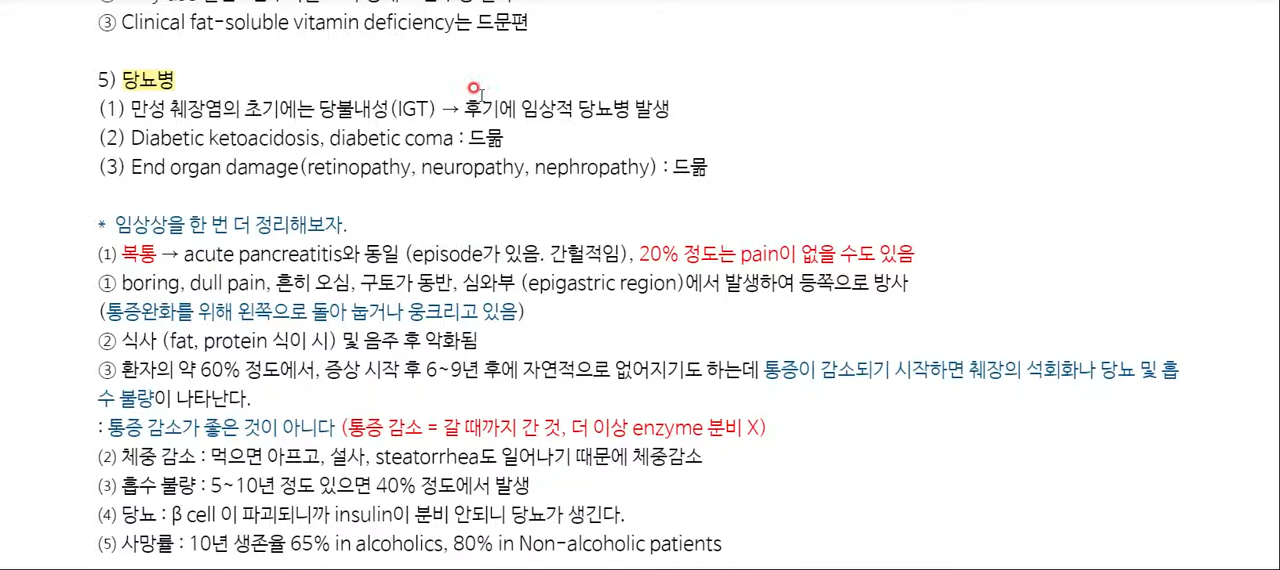 ③ Clinical fat-soluble vitamin deficiency는 드문편
5) 당뇨병
(1) 만성 췌장염의 초기에는 당불내성(IGT) → 후기에 임상적 당뇨병 발생
(2) Diabetic ketoacidosis, diabetic coma : 드묾
(3) End organ damage(retinopathy, neuropathy, nephropathy) : 드묾
* 임상상을 한 번 더 정리해보자.
(1) 복통 → acute pancreatitis와 동일 (episode가 있음. 간헐적임), 20% 정도는 pain이 없을 수도 있음
① boring, dull pain, 흔히 오심, 구토가 동반, 심와부 (epigastric region)에서 발생하여 등쪽으로 방사
(통증완화를 위해 왼쪽으로 돌아 눕거나 웅크리고 있음)
② 식사 (fat, protein 식이 시) 및 음주 후 악화됨
③ 환자의 약 60% 정도에서, 증상 시작 후 6~9년 후에 자연적으로 없어지기도 하는데 통증이 감소되기 시작하면 췌장의 석회화나 당뇨 및 흡
수 불량이 나타난다.
: 통증 감소가 좋은 것이 아니다 (통증 감소 = 갈 때까지 간 것, 더 이상 enzyme 분비 X)
(2) 체중 감소 : 먹으면 아프고, 설사, steatorrhea도 일어나기 때문에 체중감소
(3) 흡수 불량 : 5~10년 정도 있으면 40% 정도에서 발생
(4) 당뇨 : β cell 이 파괴되니까 insulin이 분비 안되니 당뇨가 생긴다.
(5) 사망률 : 10년 생존율 65% in alcoholics, 80% in Non-alcoholic patients